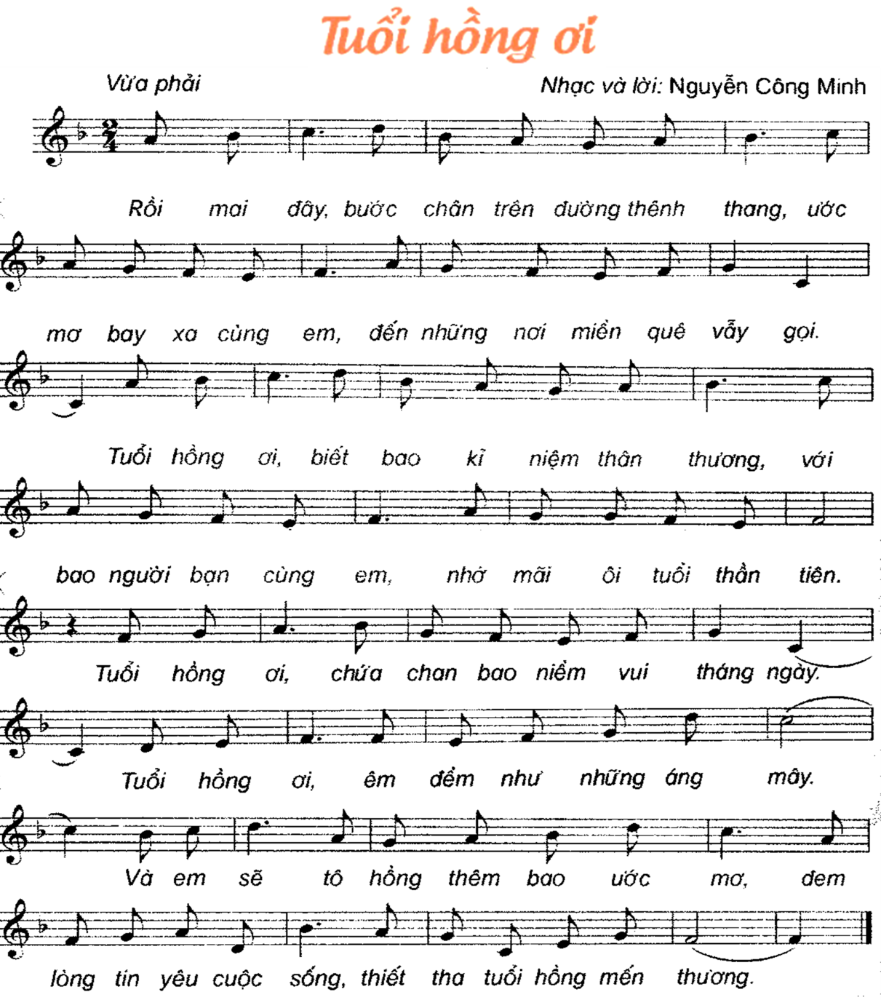 Tuổi hồng ơi
Vừa phải
Nhạc và lời: Nguyễn Công Minh
2
4
Rồi mai đây, bước chân trên đường thênh thang, ước
mơ bay xa cùng em, đến những nơi miền quê vẫy gọi.
Tuổi hồng ơi, biết bao kỉ niệm thân thương, với
bao người bạn cùng em, nhớ mãi ôi tuổi thần tiên.
Tuổi hồng ơi, chứa chan bao niềm vui tháng ngày.
Tuổi hồng ơi, êm đềm như những áng mây.
Và em sẽ tô hồng thêm bao ước mơ, đem
lòng tin yêu cuộc sống, thiết tha tuổi hồng mến thương.